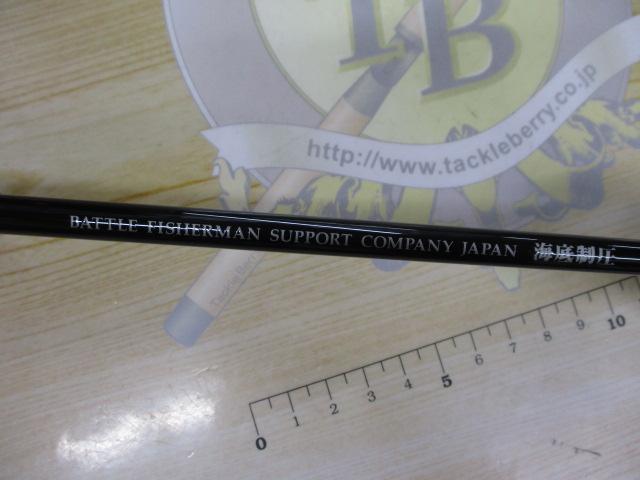 TB
http://www.tackleberry.co.jp
BATTLE FISHERMAN SUPPORT COMPANY JAPAN 海底制圧
0 1 2 3 4 5 6 7 8 9 10